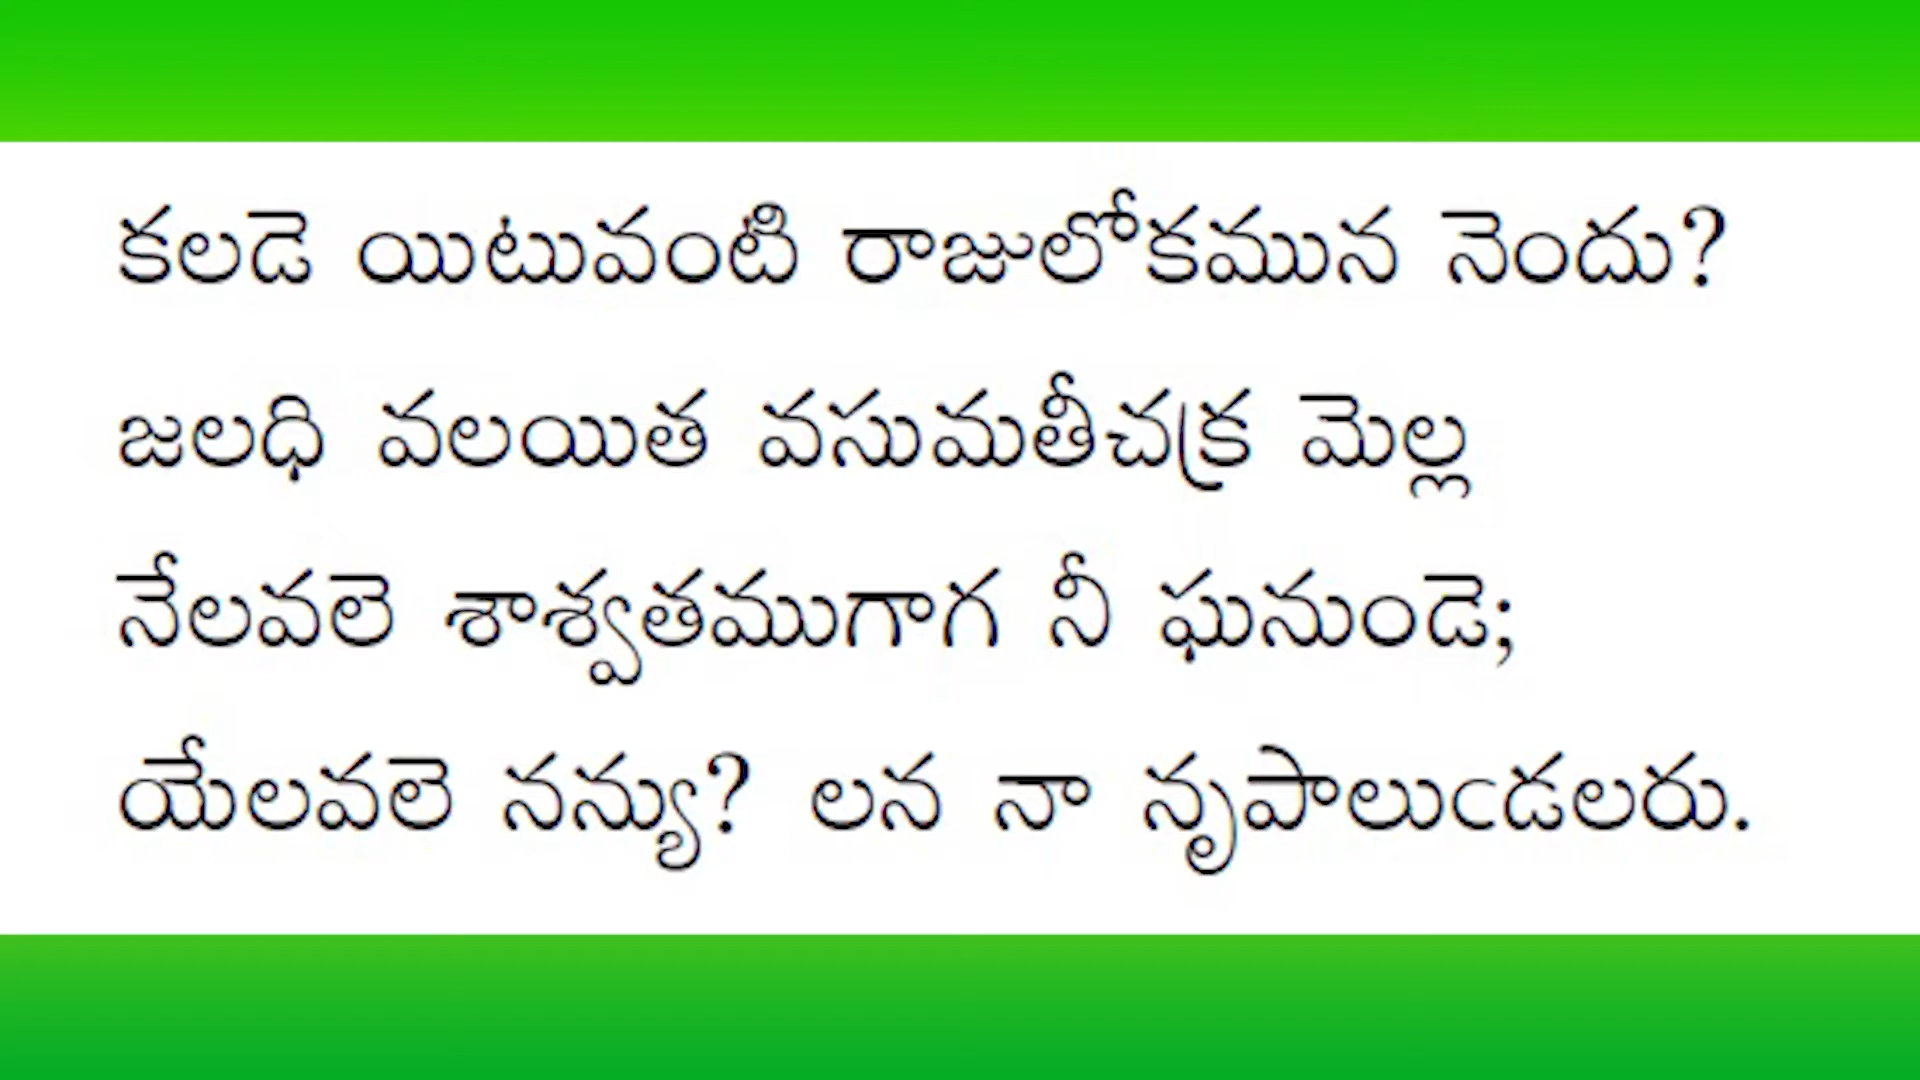 కలడె యిటువంటి రాజులోకమున నెందు?
జలధి వలయిత వసుమతీచక్ర మెల్ల
నేలవలె శాశ్వతముగాగ నీ ఘనుండె;
యేలవలె నన్యు? లన నా నృపాలుఁడలరు.